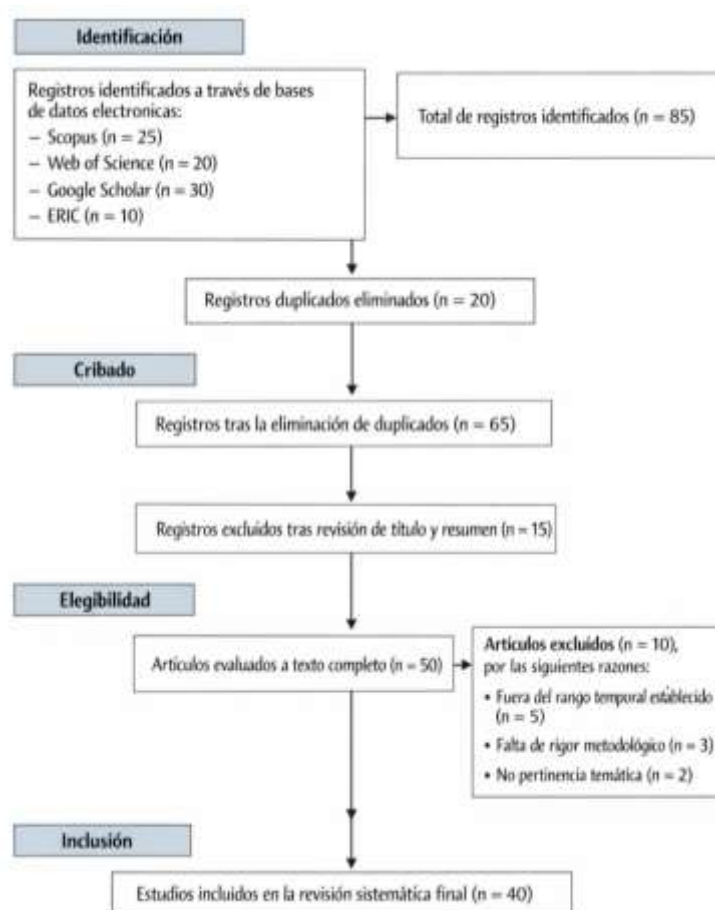 Identificación
Registros identificados a través de bases
de datos electronicas:
– Scopus (n = 25)
– Web of Science (n = 20)
– Google Scholar (n = 30)
– ERIC (n = 10)
Total de registros identificados (n = 85)
Registros duplicados eliminados (n = 20)
Cribado
Registros tras la eliminación de duplicados (n = 65)
Registros excluidos tras revisión de título y resumen (n = 15)
Elegibilidad
Artículos evaluados a texto completo (n = 50)
Artículos excluidos (n = 10),
por las siguientes razones:
• Fuera del rango temporal establecido
(n = 5)
• Falta de rigor metodológico (n = 3)
• No pertinencia temática (n = 2)
Inclusión
Estudios incluidos en la revisión sistemática final (n = 40)